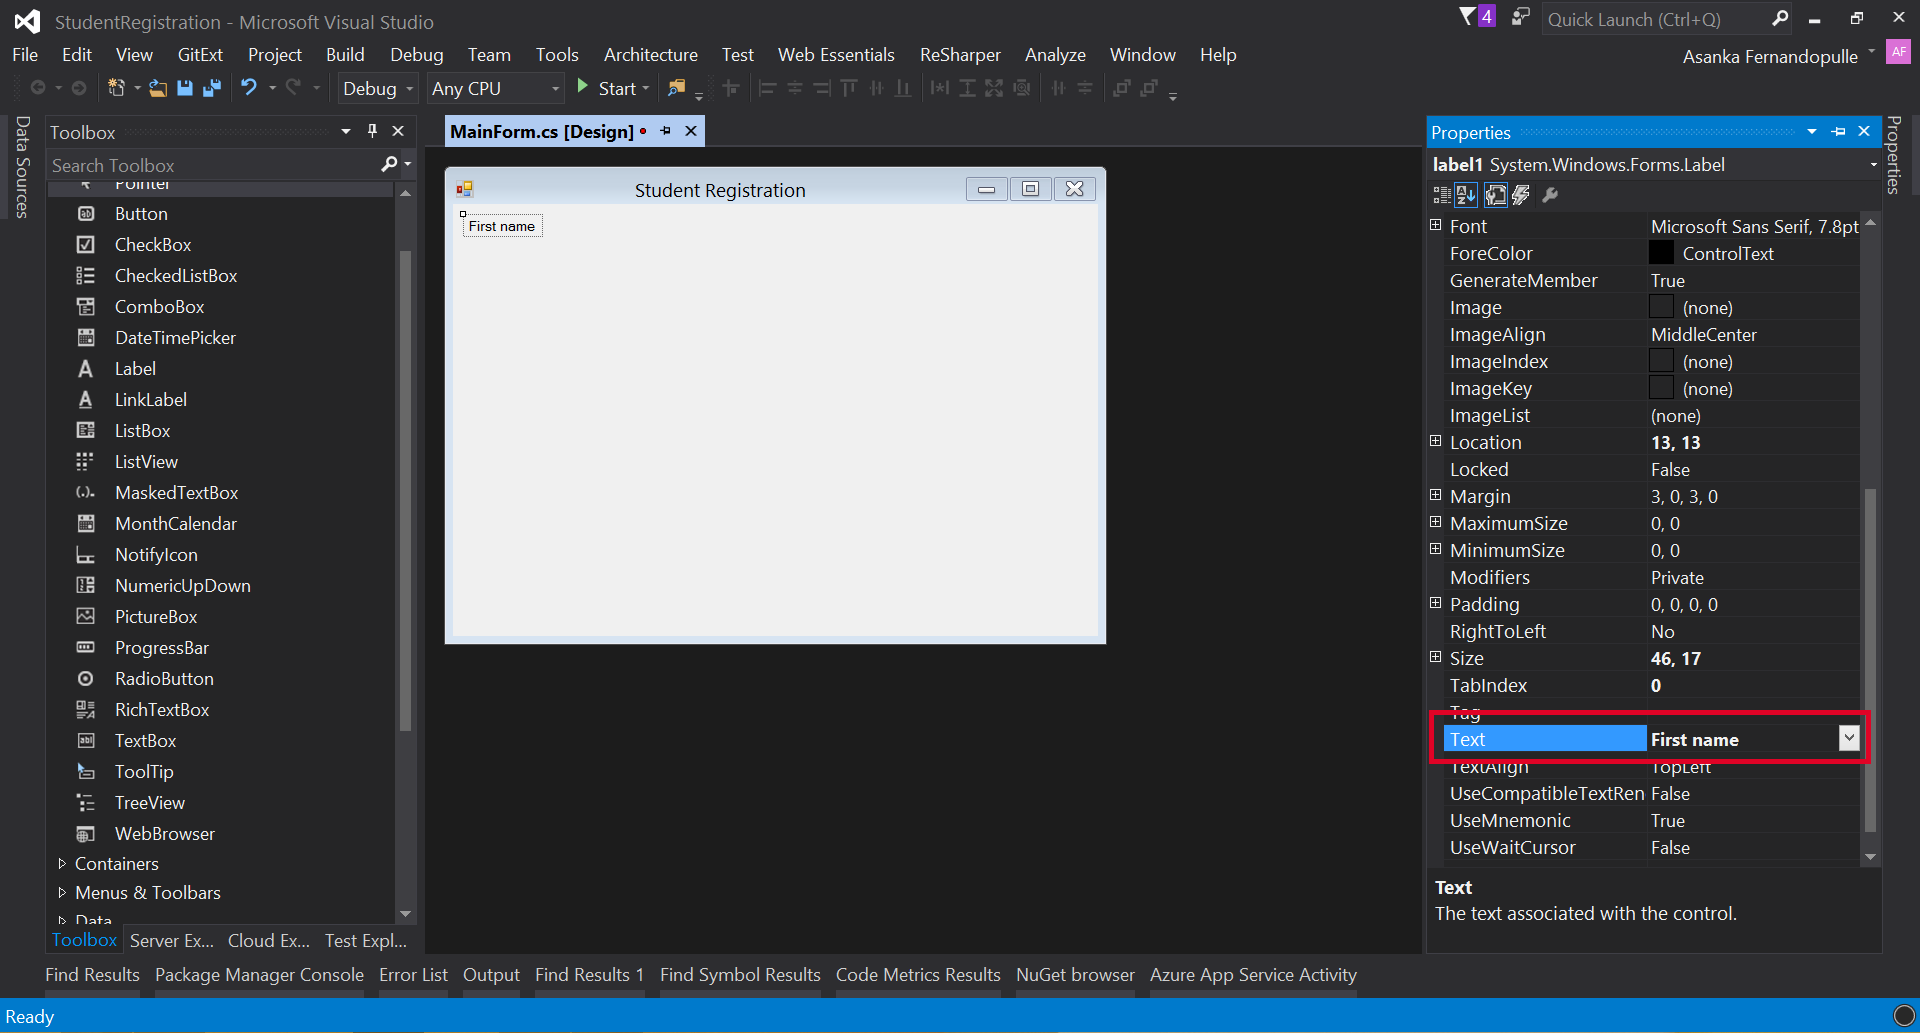 StudentRegistration - Microsoft Visual Studio
4
Quick Launch (Ctrl+Q)
File Edit View GitExt Project Build Debug Team Tools Architecture Test Web Essentials ReSharper Analyze Window Help
Asanka Fernandopulle AF
Debug Any CPU Start
Data Sources
Toolbox
Search Toolbox
Pointer
Button
CheckBox
CheckedListBox
ComboBox
DateTimePicker
Label
LinkLabel
ListBox
ListView
MaskedTextBox
MonthCalendar
NotifyIcon
NumericUpDown
PictureBox
ProgressBar
RadioButton
RichTextBox
TextBox
ToolTip
TreeView
WebBrowser
Containers
Menus & Toolbars
Data
Toolbox Server Ex... Cloud Ex... Test Expl...
MainForm.cs [Design]
Student Registration
First name
Properties
label1 System.Windows.Forms.Label
Font Microsoft Sans Serif, 7.8pt
ForeColor ControlText
GenerateMember True
Image (none)
ImageAlign MiddleCenter
ImageIndex (none)
ImageKey (none)
ImageList (none)
Location 13, 13
Locked False
Margin 3, 0, 3, 0
MaximumSize 0, 0
MinimumSize 0, 0
Modifiers Private
Padding 0, 0, 0, 0
RightToLeft No
Size 46, 17
TabIndex 0
Tag
Text First name
TextAlign TopLeft
UseCompatibleTextRen False
UseMnemonic True
UseWaitCursor False
Text
The text associated with the control.
Properties
Find Results Package Manager Console Error List Output Find Results 1 Find Symbol Results Code Metrics Results NuGet browser Azure App Service Activity
Ready